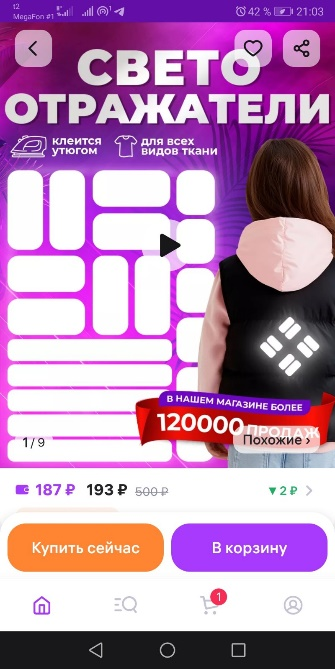 12
MegaFon #1
42 %
21:03
СВЕТО
ОТРАЖАТЕЛИ
клеится
утюгом
для всех
видов ткани
В НАШЕМ МАГАЗИНЕ БОЛЕЕ
120000 ПРОДАЖ
1/9
Похожие ›
187 ₽ 193 ₽ 500 ₽ ▼2 ₽ ›
Купить сейчас
В корзину
1